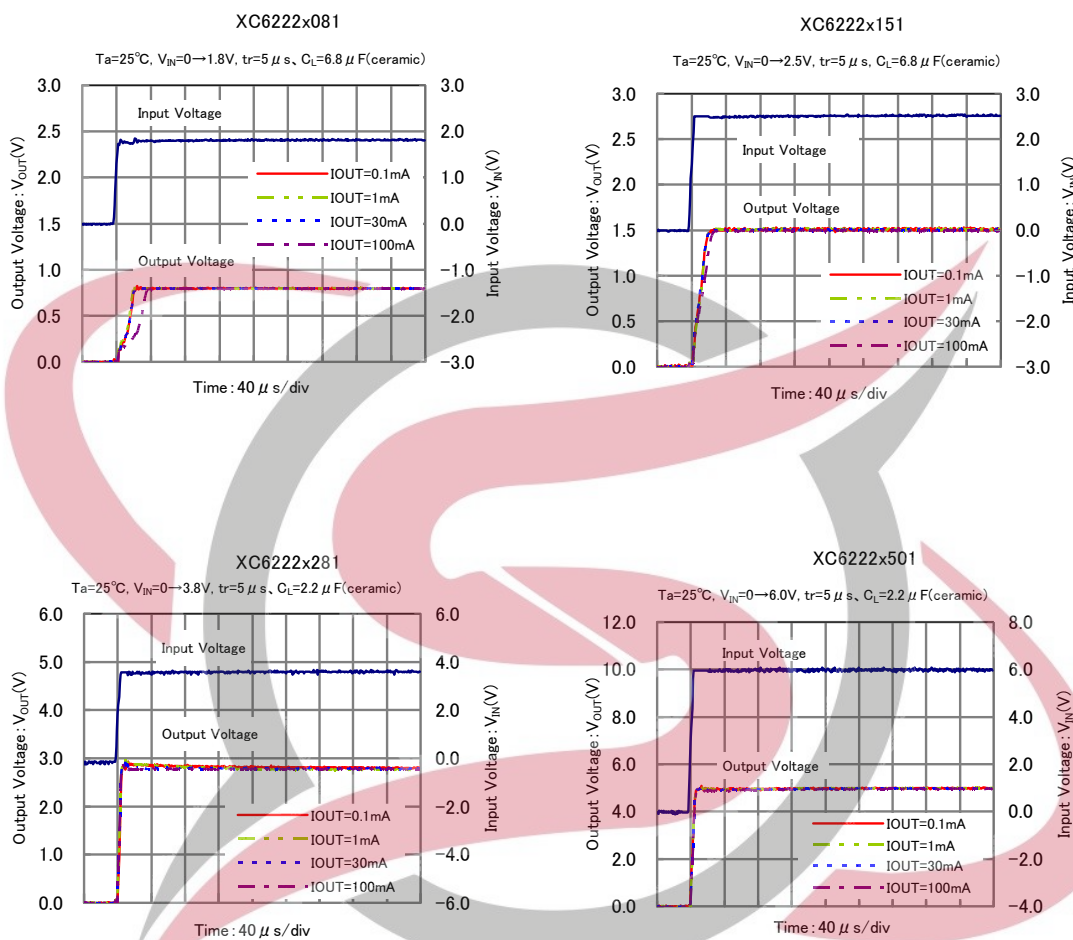 XC6222x081
Ta=25℃, VIN=0→1.8V, tr=5μs、CL=6.8μF(ceramic)
Output Voltage: VOUT(V)
3.0
2.5
2.0
1.5
1.0
0.5
0.0
Input Voltage
IOUT=0.1mA
IOUT=1mA
IOUT=30mA
IOUT=100mA
Output Voltage
3.0
2.0
1.0
0.0
−1.0
−2.0
−3.0
Input Voltage: VIN(V)
Time: 40μs/div
XC6222x151
Ta=25℃, VIN=0→2.5V, tr=5μs, CL=6.8μF(ceramic)
Output Voltage: VOUT(V)
3.0
2.5
2.0
1.5
1.0
0.5
0.0
Input Voltage
Output Voltage
IOUT=0.1mA
IOUT=1mA
IOUT=30mA
IOUT=100mA
3.0
2.0
1.0
0.0
−1.0
−2.0
−3.0
Input Voltage: VIN(V)
Time: 40μs/div
XC6222x281
Ta=25℃, VIN=0→3.8V, tr=5μs、CL=2.2μF(ceramic)
Output Voltage: VOUT(V)
6.0
5.0
4.0
3.0
2.0
1.0
0.0
Input Voltage
Output Voltage
IOUT=0.1mA
IOUT=1mA
IOUT=30mA
IOUT=100mA
6.0
4.0
2.0
0.0
−2.0
−4.0
−6.0
Input Voltage: VIN(V)
Time: 40μs/div
XC6222x501
Ta=25℃, VIN=0→6.0V, tr=5μs、CL=2.2μF(ceramic)
Output Voltage: VOUT(V)
12.0
10.0
8.0
6.0
4.0
2.0
0.0
Input Voltage
Output Voltage
IOUT=0.1mA
IOUT=1mA
IOUT=30mA
IOUT=100mA
8.0
6.0
4.0
2.0
0.0
−2.0
−4.0
Input Voltage: VIN(V)
Time: 40μs/div